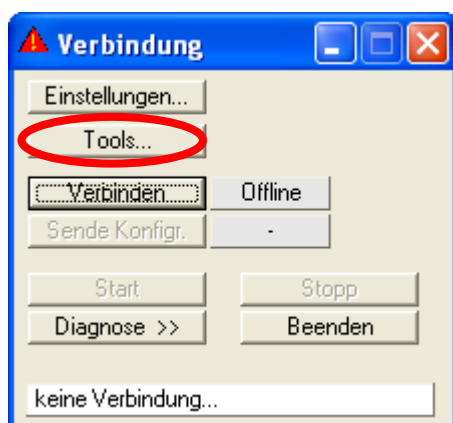 Verbindung
Einstellungen...
Tools...
Verbinden Offline
Sende Konfigr. -
Start Stopp
Diagnose >> Beenden
keine Verbindung...